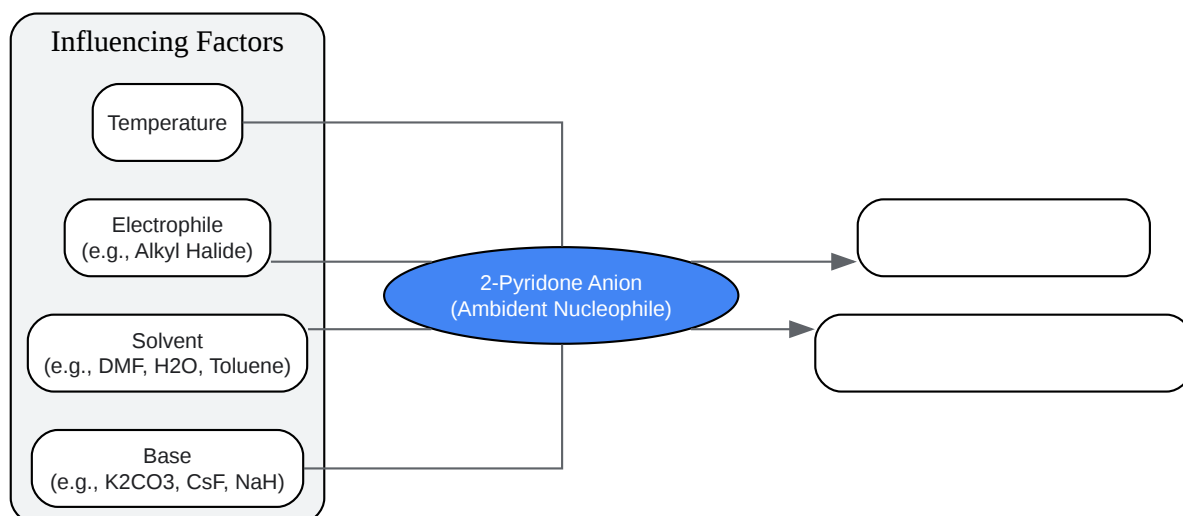 Influencing Factors
Temperature
Electrophile
(e.g., Alkyl Halide)
Solvent
(e.g., DMF, H2O, Toluene)
Base
(e.g., K2CO3, CsF, NaH)
2-Pyridone Anion
(Ambident Nucleophile)